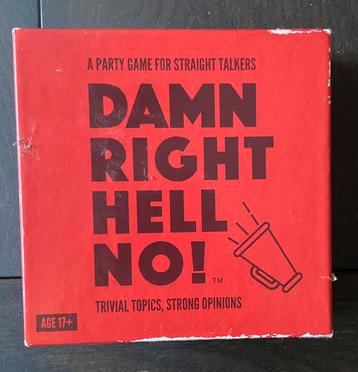 A PARTY GAME FOR STRAIGHT TALKERS
DAMN
RIGHT
HELL
NO!™
TRIVIAL TOPICS, STRONG OPINIONS
AGE 17+